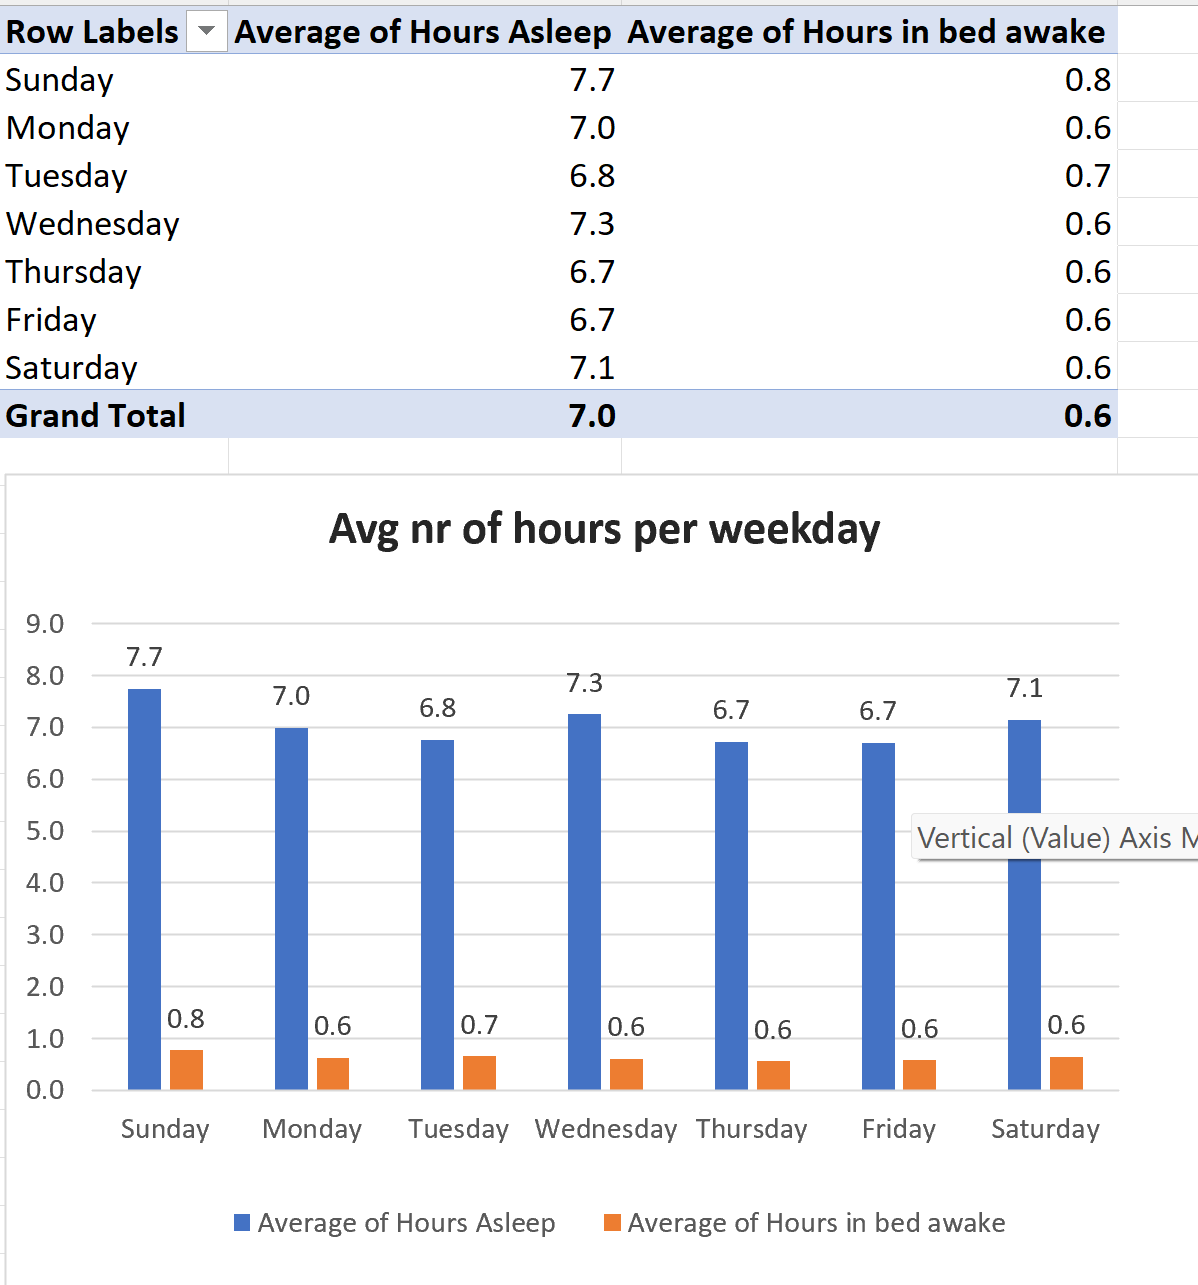 Row Labels Average of Hours Asleep Average of Hours in bed awake
Sunday 7.7 0.8
Monday 7.0 0.6
Tuesday 6.8 0.7
Wednesday 7.3 0.6
Thursday 6.7 0.6
Friday 6.7 0.6
Saturday 7.1 0.6
Grand Total 7.0 0.6
Avg nr of hours per weekday
9.0
8.0
7.0
6.0
5.0
4.0
3.0
2.0
1.0
0.0
7.7 7.0 6.8 7.3 6.7 6.7 7.1
Vertical (Value) Axis M
0.8 0.6 0.7 0.6 0.6 0.6 0.6
Sunday Monday Tuesday Wednesday Thursday Friday Saturday
Average of Hours Asleep Average of Hours in bed awake